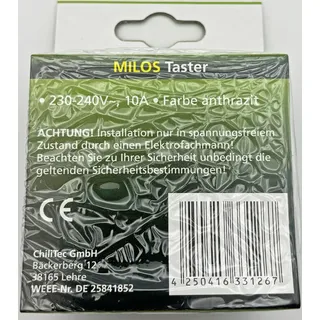 MILOS Taster
• 230-240V~, 10A • Farbe anthrazit
ACHTUNG! Installation nur in spannungsfreiem
Zustand durch einen Elektrofachmann!
Beachten Sie zu Ihrer Sicherheit unbedingt die
geltenden Sicherheitsbestimmungen!
CE
ChiliTec GmbH
Bäckerberg 12
38165 Lehre
WEEE-Nr. DE 25841852
4 250416 331267